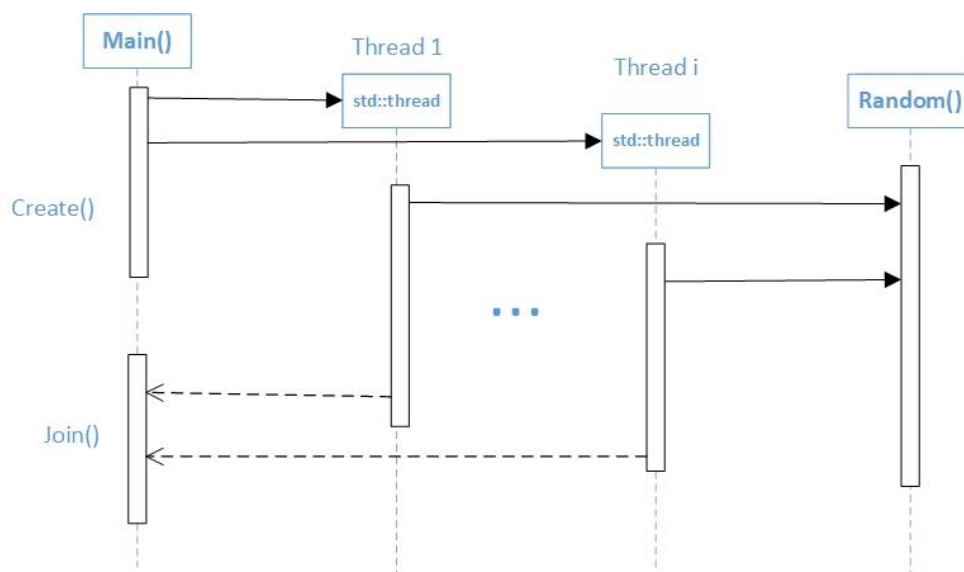 Main()
Thread 1
Thread i
std::thread
Random()
std::thread
Create()
...
Join()